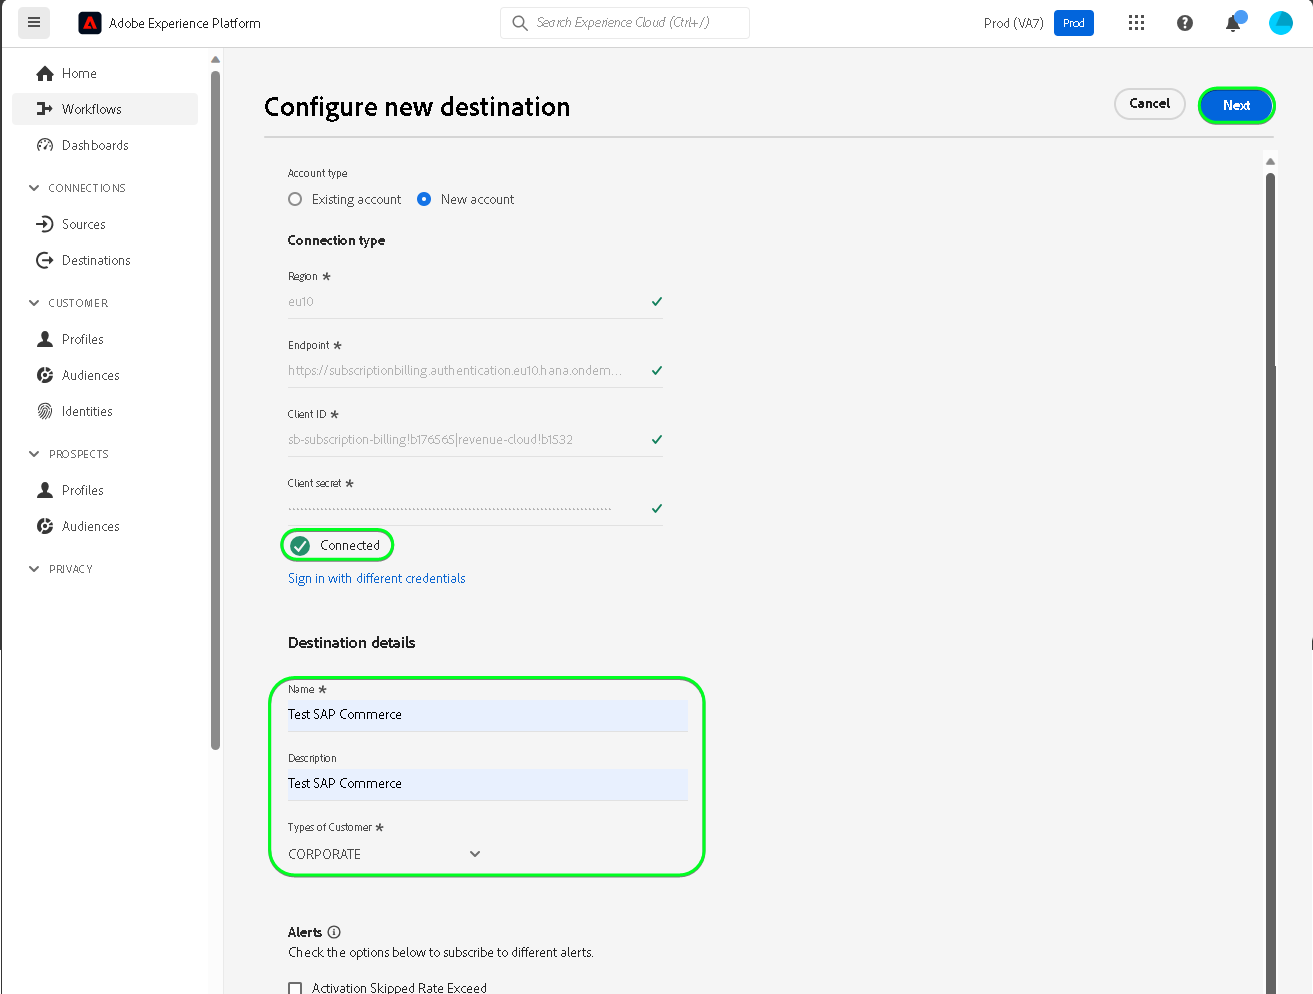 Adobe Experience Platform
Search Experience Cloud (Ctrl+/)
Prod (VA7)
Prod
Home
Workflows
Dashboards
CONNECTIONS
Sources
Destinations
CUSTOMER
Profiles
Audiences
Identities
PROSPECTS
Profiles
Audiences
PRIVACY
Configure new destination
Cancel
Next
Account type
Existing account
New account
Connection type
Region *
eu10
Endpoint *
https://subscriptionbilling.authentication.eu10.hana.ondem...
Client ID *
sb-subscription-billing!b176565|revenue-cloud!b1532
Client secret *
Connected
Sign in with different credentials
Destination details
Name *
Test SAP Commerce
Description
Test SAP Commerce
Types of Customer *
CORPORATE
Alerts
Check the options below to subscribe to different alerts.
Activation Skipped Rate Exceed